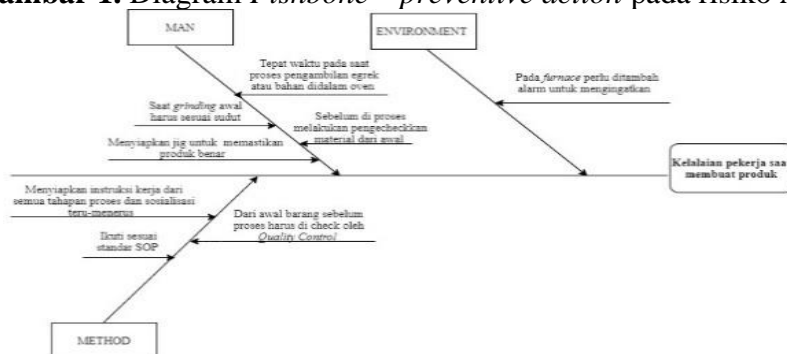 Diagram Fishbone - preventive action pada risiko
MAN
ENVIRONMENT
Tepat waktu pada saat
proses pengambilan egrek
atau bahan didalam oven
Pada furnace perlu ditambah
alarm untuk mengingatkan
Saat grinding awal
harus sesuai sudut
Sebelum di proses
melakukan pengecheckkan
material dari awal
Menyiapkan jig untuk memastikan
produk benar
Kelalaian pekerja saa
membuat produk
Menyiapkan instruksi kerja dari
semua tahapan proses dan sosialisasi
teru-menerus
Dari awal barang sebelum
proses harus di check oleh
Quality Control
Ikuti sesuai
standar SOP
METHOD